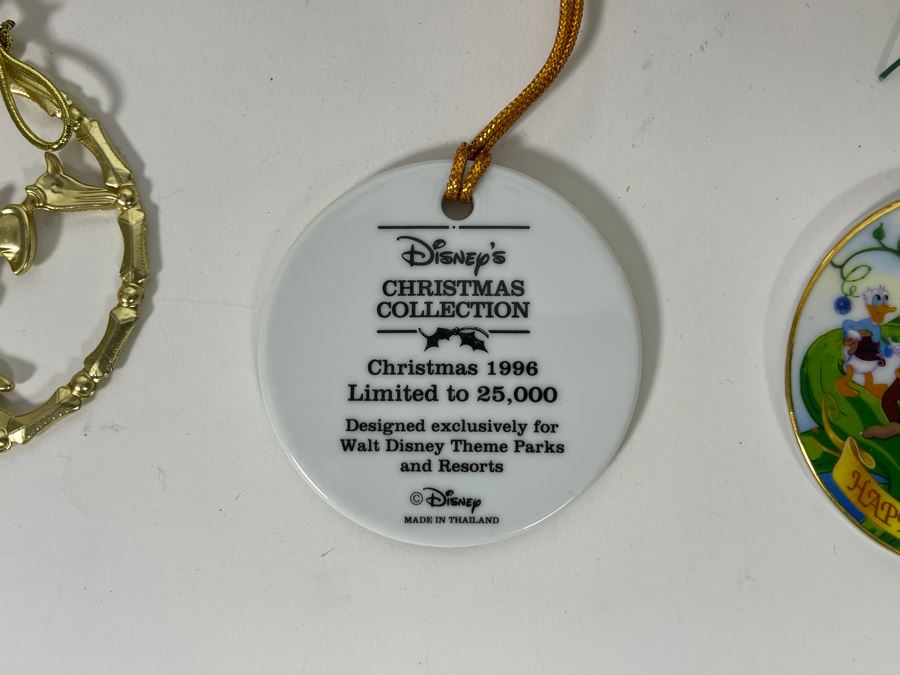 Disney's
CHRISTMAS
COLLECTION
Christmas 1996
Limited to 25,000
Designed exclusively for
Walt Disney Theme Parks
and Resorts
© Disney
MADE IN THAILAND
HAP